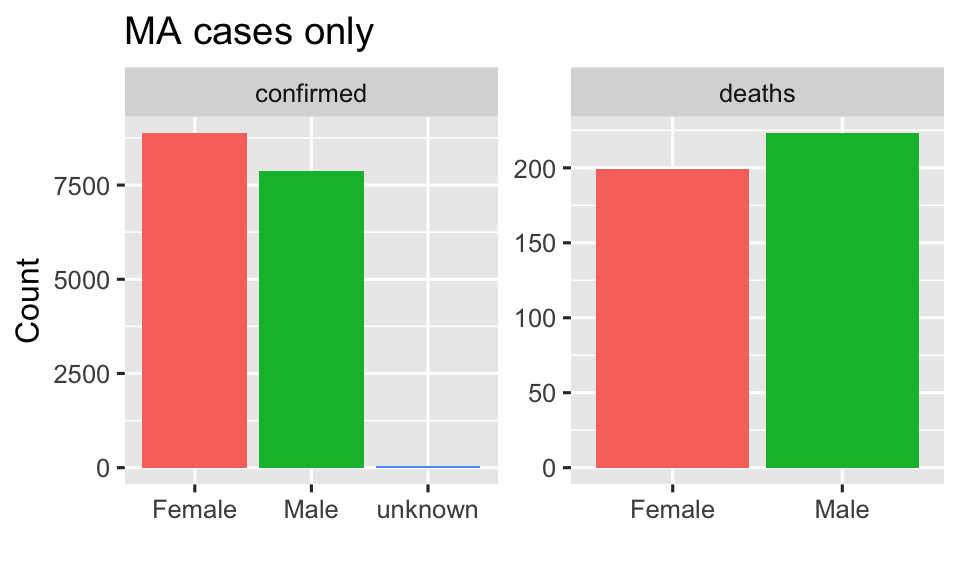 MA cases only
confirmed
deaths
Count
7500
5000
2500
0
200
150
100
50
0
Female Male unknown
Female Male